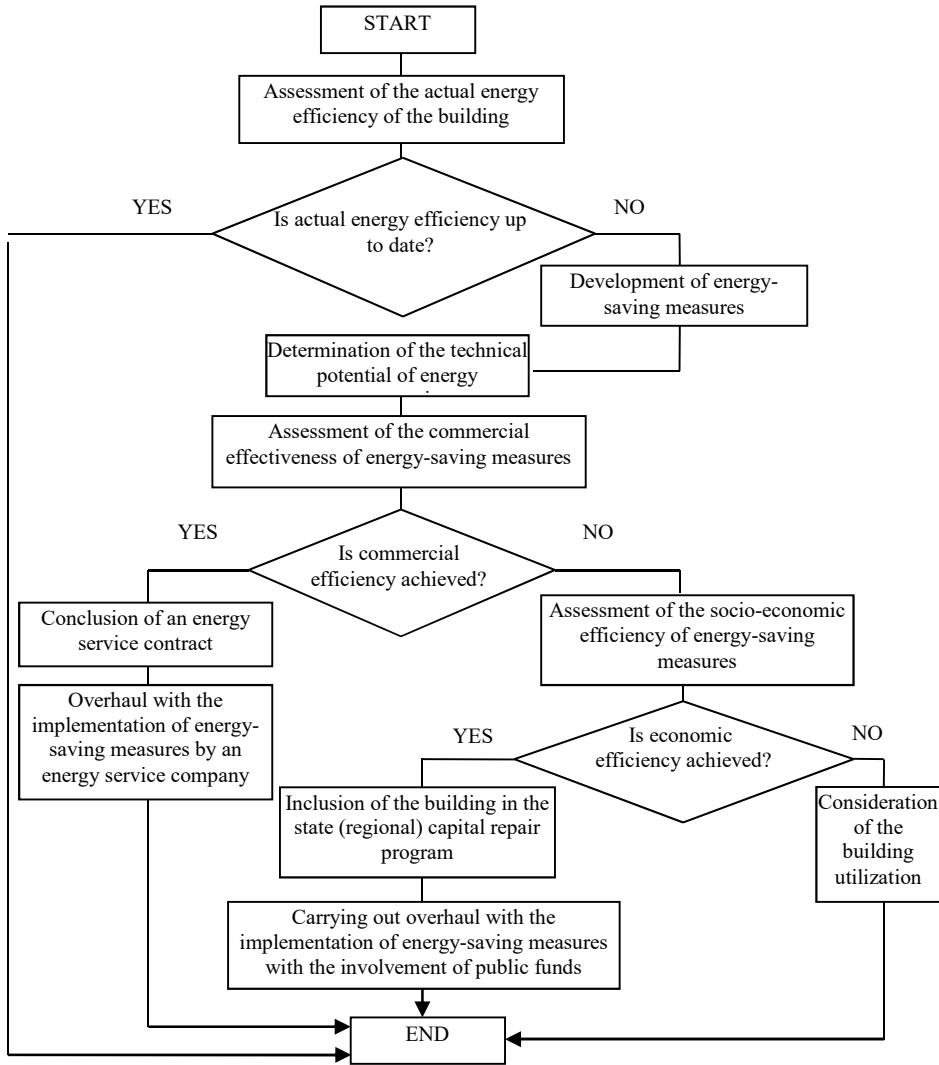 START
Assessment of the actual energy
efficiency of the building
YES
NO
Is actual energy efficiency up
to date?
Development of energy-
saving measures
Determination of the technical
potential of energy
Assessment of the commercial
effectiveness of energy-saving measures
YES
NO
Is commercial
efficiency achieved?
Conclusion of an energy
service contract
Assessment of the socio-economic
efficiency of energy-saving
measures
Overhaul with the
implementation of energy-
saving measures by an
energy service company
YES
NO
Is economic
efficiency achieved?
Inclusion of the building in the
state (regional) capital repair
program
Consideration
of the
building
utilization
Carrying out overhaul with the
implementation of energy-saving measures
with the involvement of public funds
END